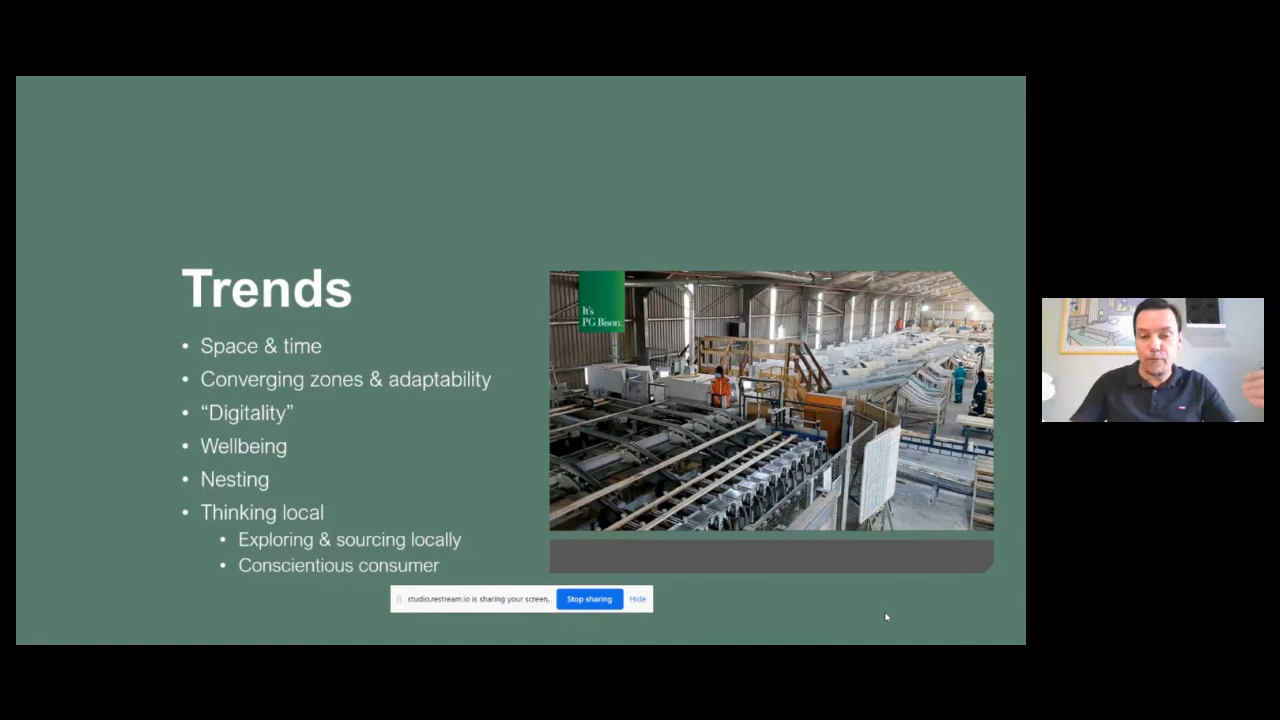 Trends
• Space & time
• Converging zones & adaptability
• “Digitality”
• Wellbeing
• Nesting
• Thinking local
• Exploring & sourcing locally
• Conscientious consumer
It's
PG Bison.
studio.restream.io is sharing your screen.
Stop sharing
Hide